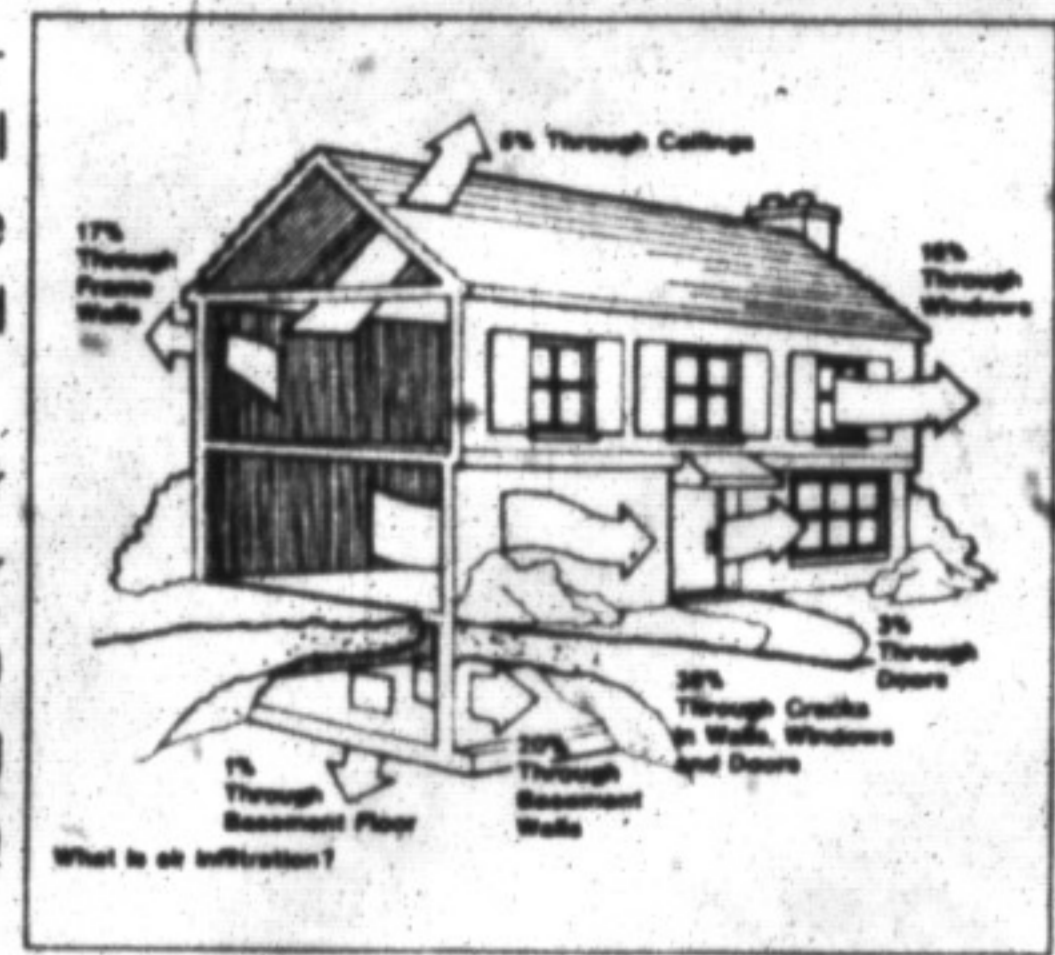 5% Through Ceilings
17%
Through
Frame
Walls
16%
Through
Windows
3%
Through
Doors
38%
Through Cracks
in Walls, Windows
and Doors
20%
Through
Basement
Walls
1%
Through
Basement Floor
What is air infiltration?